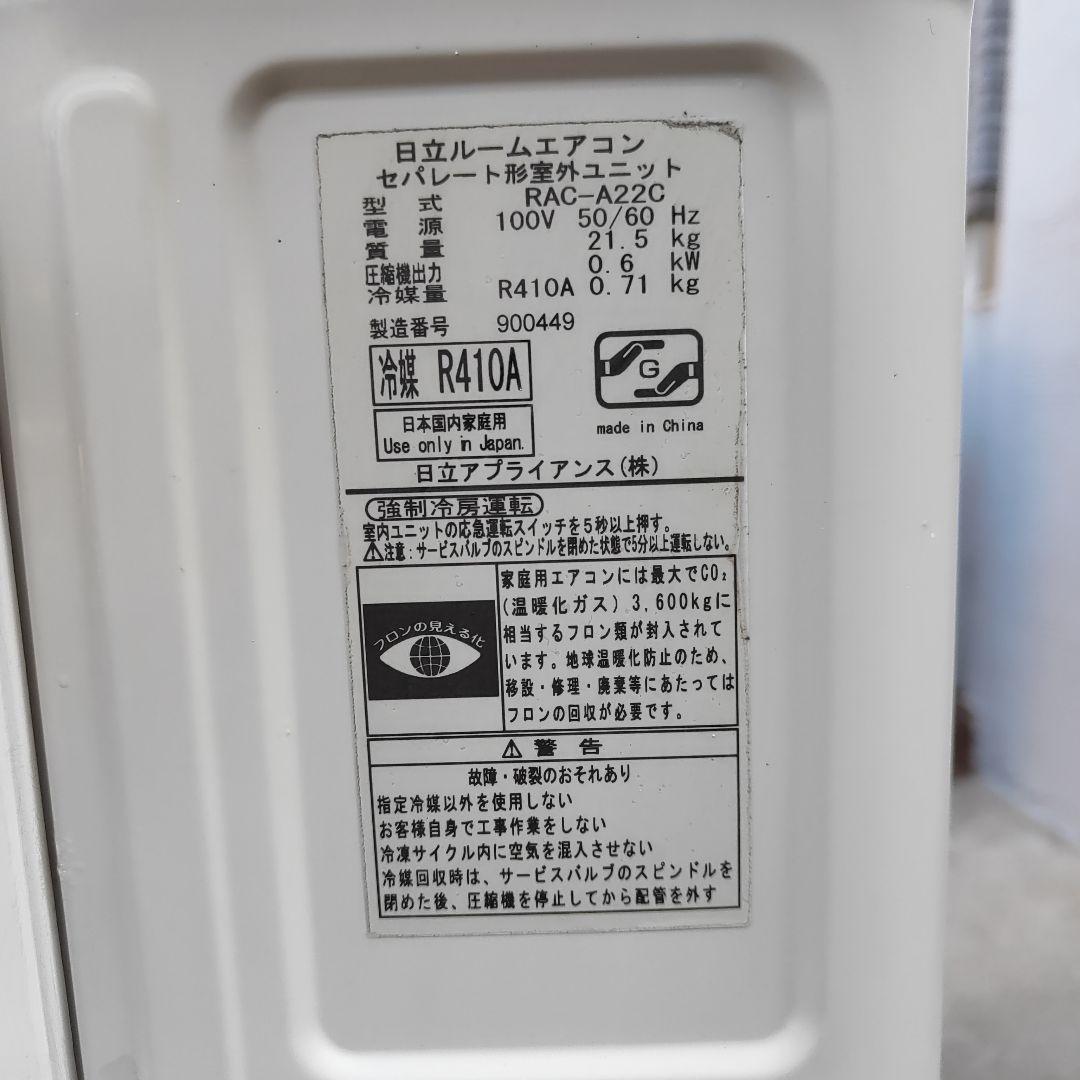 日立ルームエアコン
セパレート形室外ユニット
型式 RAC-A22C
電源 100V 50/60 Hz
質量 21.5 kg
圧縮機出力 0.6 kW
冷媒量 R410A 0.71 kg
製造番号 900449
冷媒 R410A
G
日本国内家庭用
Use only in Japan.
made in China
日立アプライアンス(株)
強制冷房運転
室内ユニットの応急運転スイッチを5秒以上押す。
⚠注意:サービスバルブのスピンドルを閉めた状態で5分以上運転しない。
フロンの見える化
家庭用エアコンには最大でCO₂
(温暖化ガス) 3,600kgに
相当するフロン類が封入されて
います。地球温暖化防止のため、
移設・修理・廃棄等にあたっては
フロンの回収が必要です。
⚠ 警告
故障・破裂のおそれあり
指定冷媒以外を使用しない
お客様自身で工事作業をしない
冷凍サイクル内に空気を混入させない
冷媒回収時は、サービスバルブのスピンドルを
閉めた後、圧縮機を停止してから配管を外す